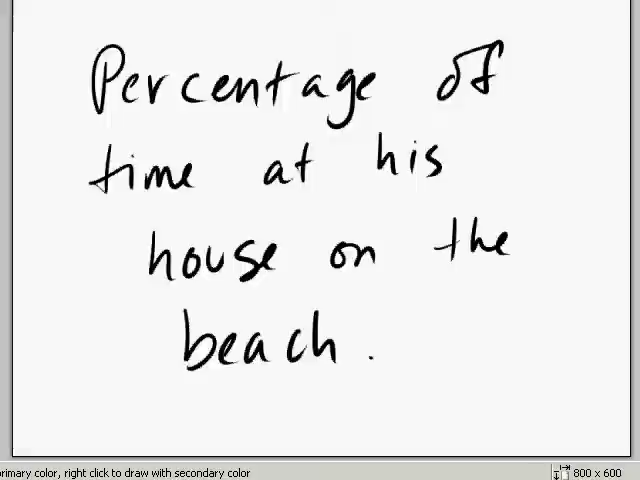 Percentage of
time at his
house on the
beach.
primary color, right click to draw with secondary color
800 x 600